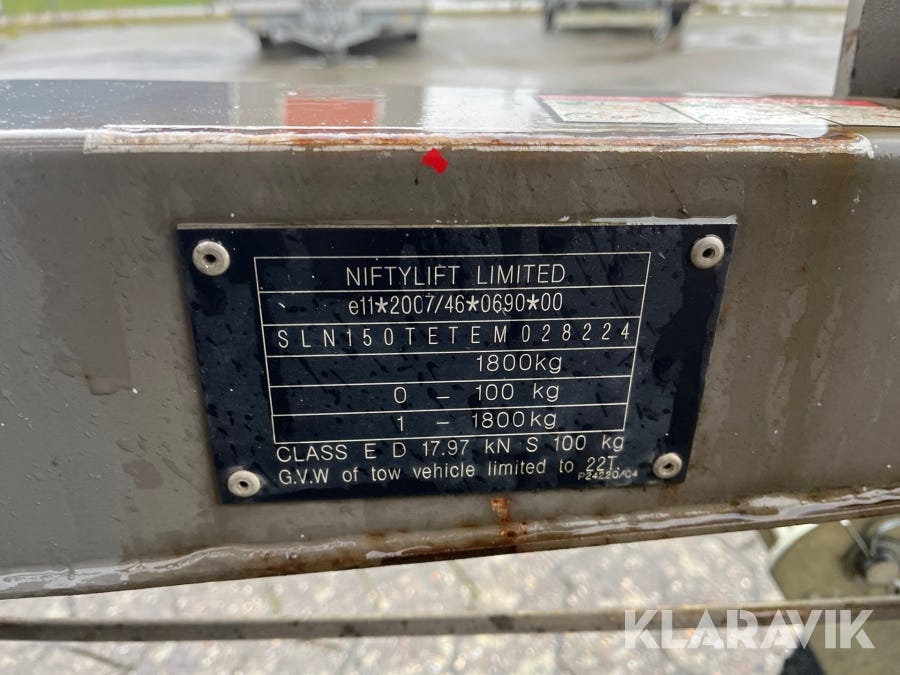 NIFTYLIFT LIMITED
e11*2007/46*0690*00
SLN150TETEM028224
1800kg
0 – 100 kg
1 – 1800kg
CLASS E D 17.97 kN S 100 kg
G.V.W of tow vehicle limited to 22T.
P24220/04
KLARAVIK